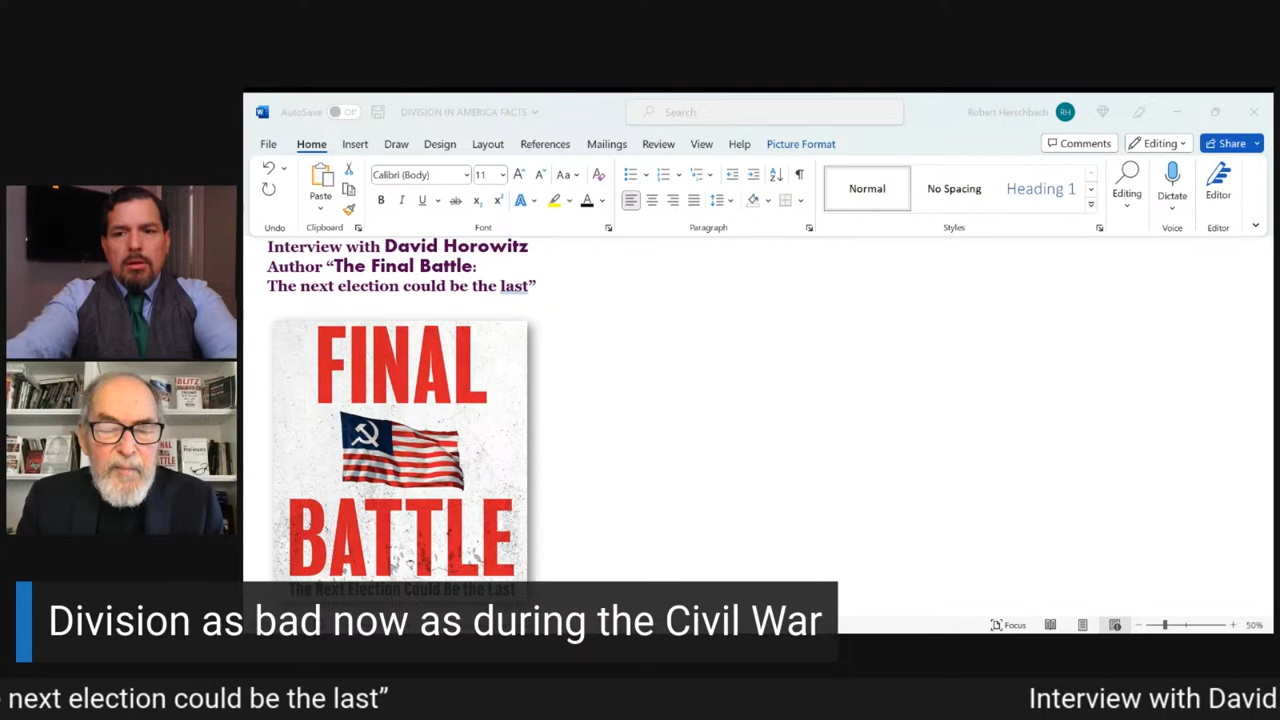 AutoSave Off DIVISION IN AMERICA FACTS Search Robert Herschbach RH
File Home Insert Draw Design Layout References Mailings Review View Help Picture Format Comments Editing Share
Calibri (Body) 11 Aa Normal No Spacing Heading 1
Paste Editing Dictate Editor
Undo Clipboard Font Paragraph Styles Voice Editor
Interview with David Horowitz
Author “The Final Battle:
The next election could be the last”
FINAL
BATTLE
The Next Election Could Be the Last
BLITZ
Division as bad now as during the Civil War
Focus 50%
next election could be the last”
Interview with David